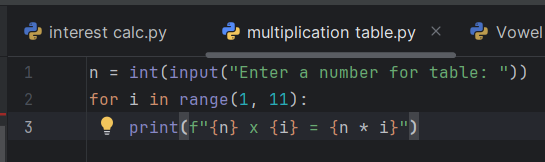 interest calc.py multiplication table.py Vowel
1 n = int(input("Enter a number for table: "))
2 for i in range(1, 11):
3 print(f"{n} x {i} = {n * i}")